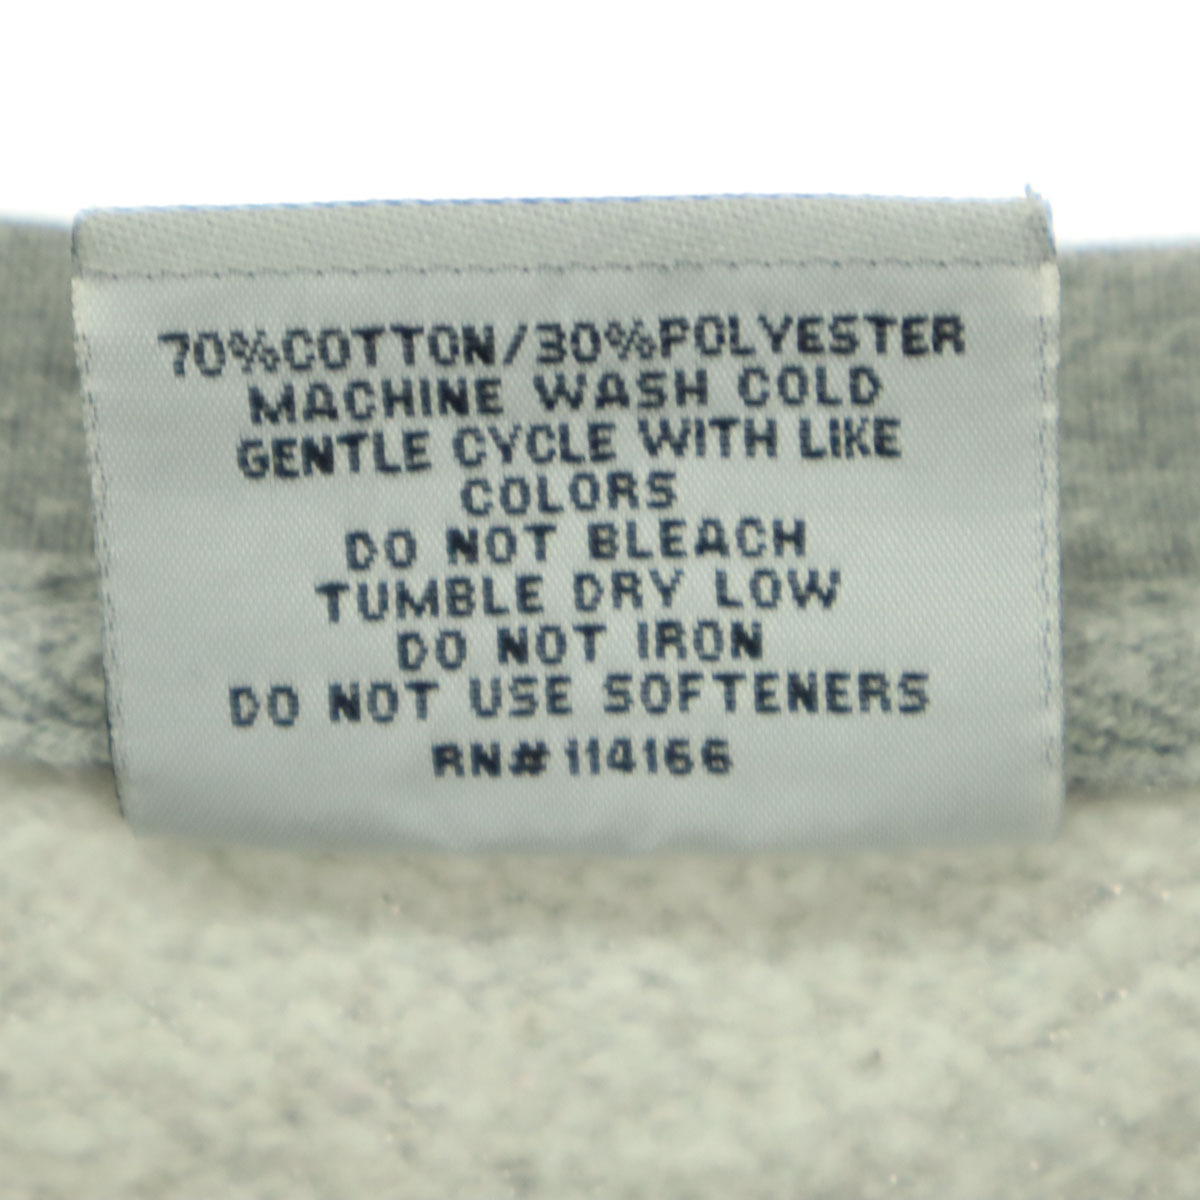 70%COTTON/30%POLYESTER
MACHINE WASH COLD
GENTLE CYCLE WITH LIKE
COLORS
DO NOT BLEACH
TUMBLE DRY LOW
DO NOT IRON
DO NOT USE SOFTENERS
RN# 114166